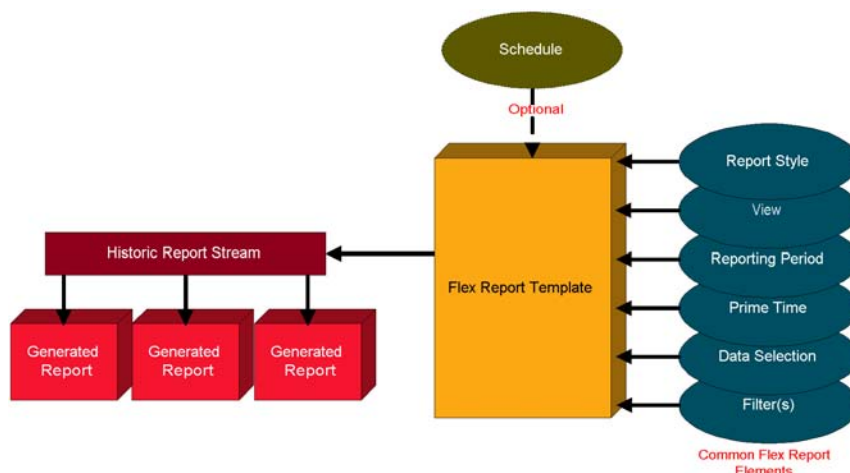 Schedule
Optional
Report Style
View
Reporting Period
Prime Time
Data Selection
Filter(s)
Common Flex Report
Elements
Flex Report Template
Historic Report Stream
Generated
Report
Generated
Report
Generated
Report